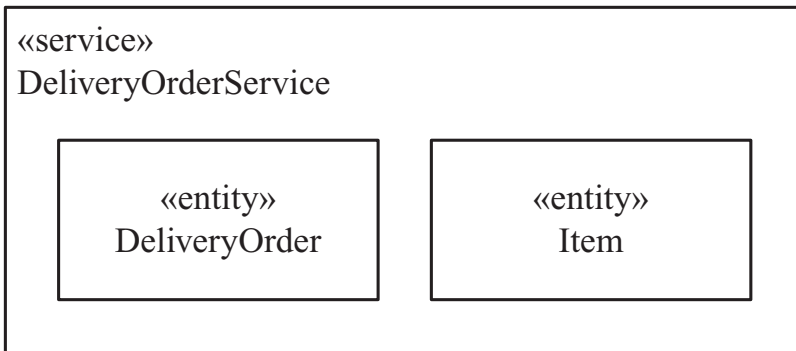 «service»
DeliveryOrderService
«entity»
DeliveryOrder
«entity»
Item